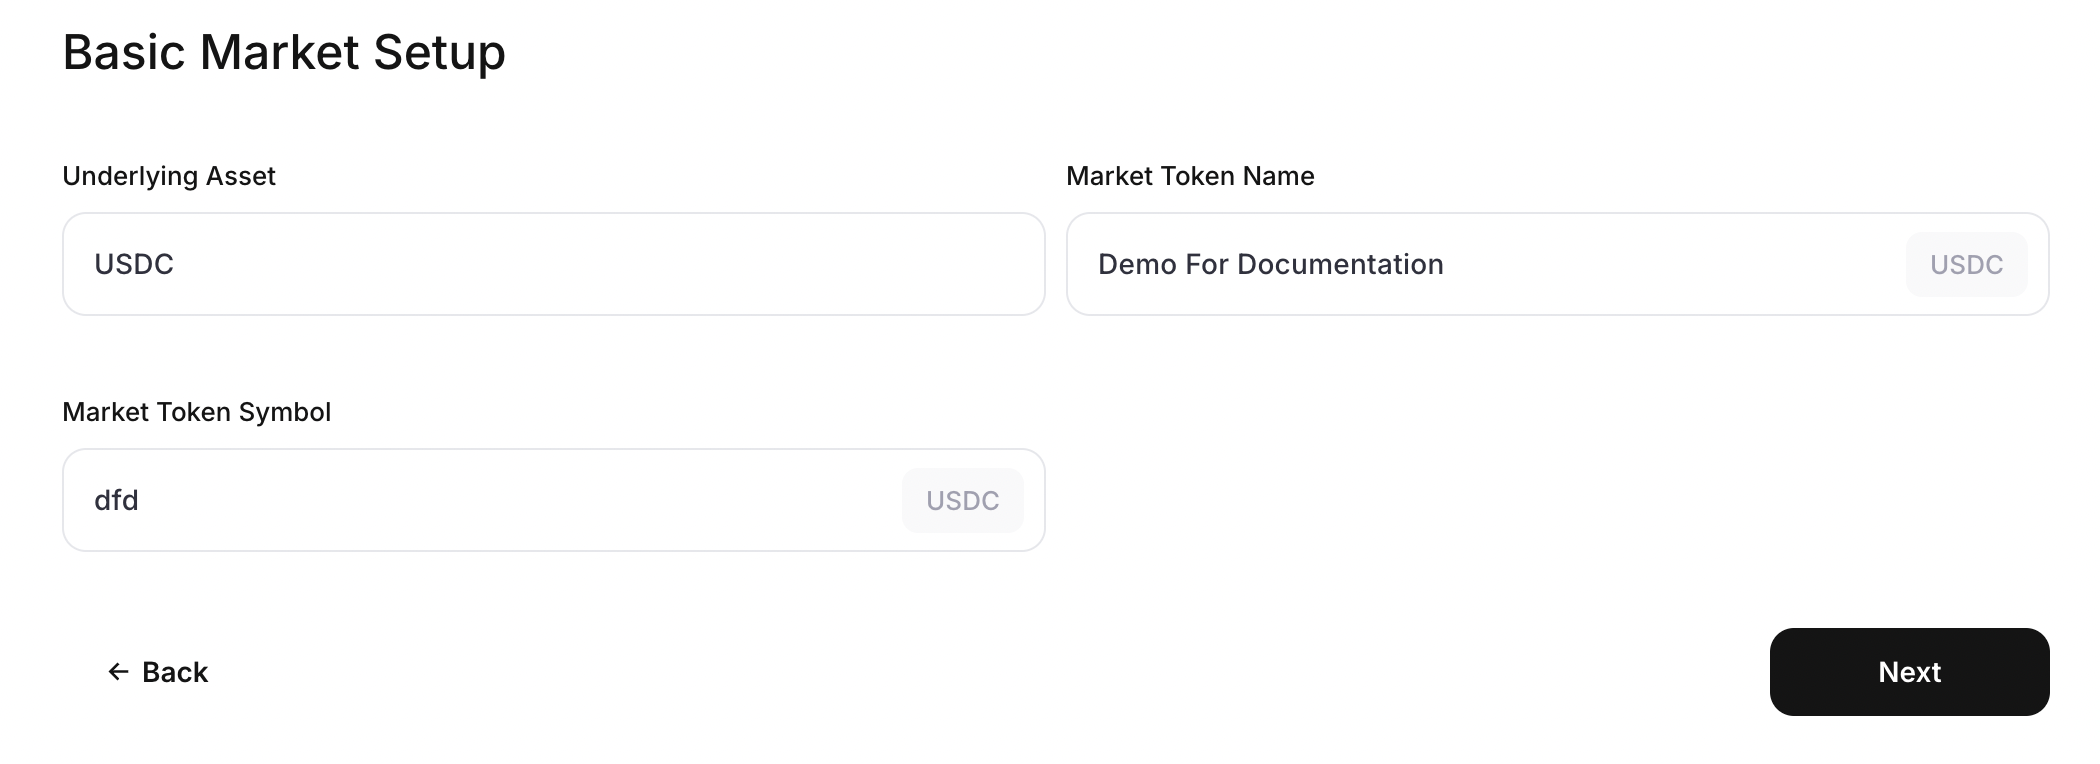 Basic Market Setup
Underlying Asset
USDC
Market Token Name
Demo For Documentation USDC
Market Token Symbol
dfd USDC
← Back
Next